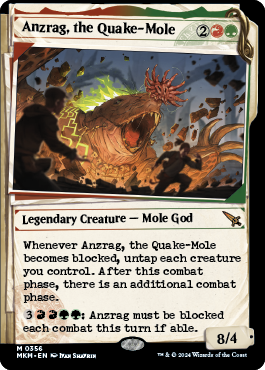 Anzrag, the Quake-Mole 2
Legendary Creature — Mole God
Whenever Anzrag, the Quake-Mole
becomes blocked, untap each creature
you control. After this combat
phase, there is an additional combat
phase.
3 : Anzrag must be blocked
each combat this turn if able.
8/4
M 0356
MKM • EN Ivan Shavrin
™ & © 2024 Wizards of the Coast